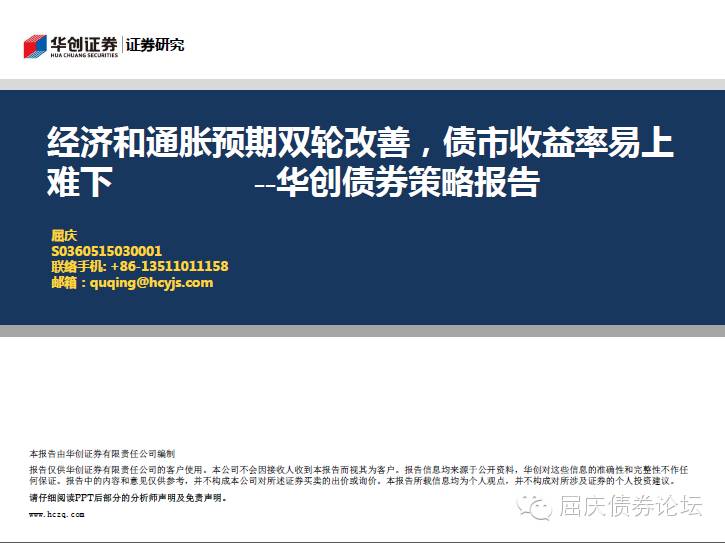 华创证券 证券研究
HUA CHUANG SECURITIES
经济和通胀预期双轮改善，债市收益率易上
难下 --华创债券策略报告
屈庆
S0360515030001
联络手机: +86-13511011158
邮箱：quqing@hcyjs.com
本报告由华创证券有限责任公司编制
报告仅供华创证券有限责任公司的客户使用。本公司不会因接收人收到本报告而视其为客户。报告信息均来源于公开资料，华创对这些信息的准确性和完整性不作任
何保证。报告中的内容和意见仅供参考，并不构成本公司对所述证券买卖的出价或询价。本报告所载信息均为个人观点，并不构成对所涉及证券的个人投资建议。
请仔细阅读PPT后部分的分析师声明及免责声明。
www.hczq.com
屈庆债券论坛